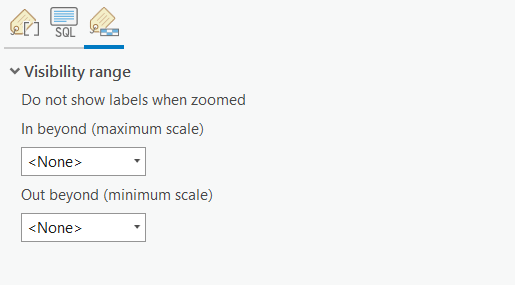 SQL
Visibility range
Do not show labels when zoomed
In beyond (maximum scale)
<None>
Out beyond (minimum scale)
<None>